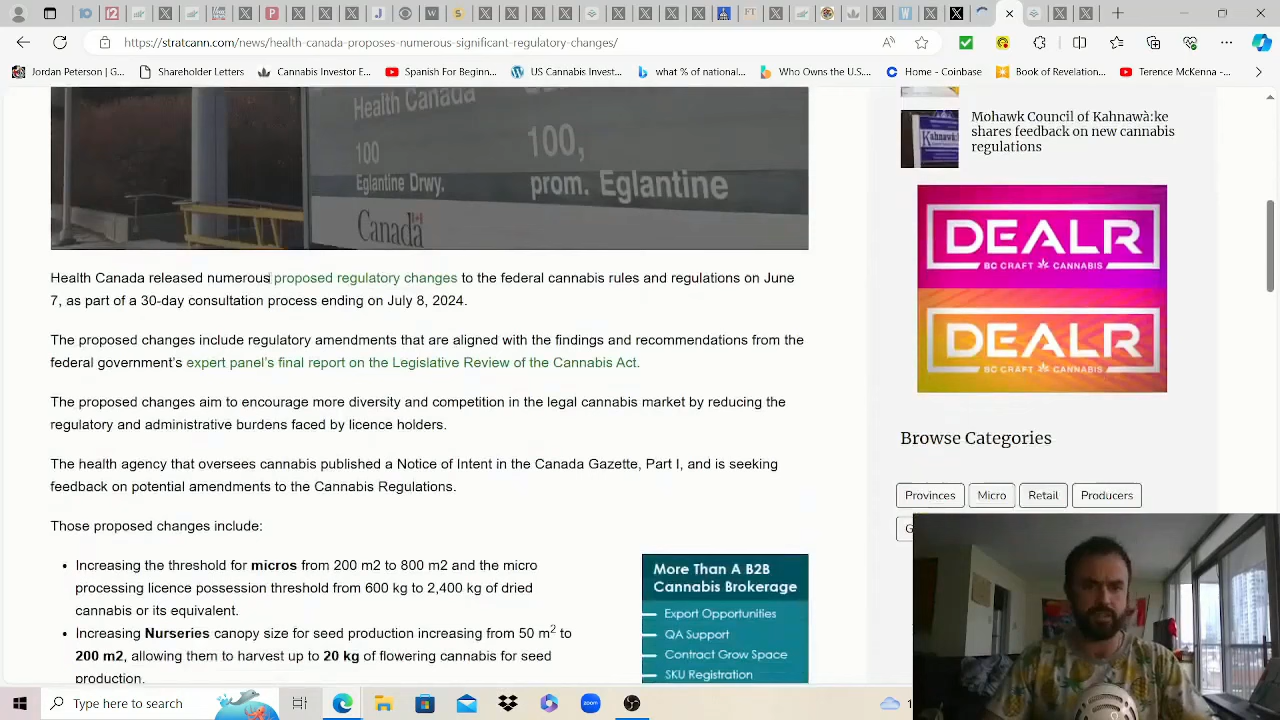 https://stratcann.com/news/health-canada-proposes-numerous-significant-regulatory-changes/
Jordan Peterson | G...
Shareholder Letters
Cannabis Investor E...
Spanish For Beginn...
US Cannabis Invest...
what % of national...
Who Owns the U.S...
Home - Coinbase
Book of Revelation...
Terence McKenna -...
Health Canada
100
Eglantine Drwy.
100,
prom. Eglantine
Canada
Health Canada released numerous proposed regulatory changes to the federal cannabis rules and regulations on June
7, as part of a 30-day consultation process ending on July 8, 2024.
The proposed changes include regulatory amendments that are aligned with the findings and recommendations from the
federal government's expert panel's final report on the Legislative Review of the Cannabis Act.
The proposed changes aim to encourage more diversity and competition in the legal cannabis market by reducing the
regulatory and administrative burdens faced by licence holders.
The health agency that oversees cannabis published a Notice of Intent in the Canada Gazette, Part I, and is seeking
feedback on potential amendments to the Cannabis Regulations.
Those proposed changes include:
• Increasing the threshold for micros from 200 m2 to 800 m2 and the micro
processing licence possession threshold from 600 kg to 2,400 kg of dried
cannabis or its equivalent.
• Increasing Nurseries canopy size for seed production increasing from 50 m2 to
200 m2, allowing them to harvest up to 20 kg of flowering cannabis for seed
production.
More Than A B2B
Cannabis Brokerage
Export Opportunities
QA Support
Contract Grow Space
SKU Registration
Kahnawà:
Mohawk Council of Kahnawà:ke
shares feedback on new cannabis
regulations
DEALR
BC CRAFT CANNABIS
DEALR
BC CRAFT CANNABIS
Browse Categories
Provinces
Micro
Retail
Producers
G
Type here to search
zoom
1